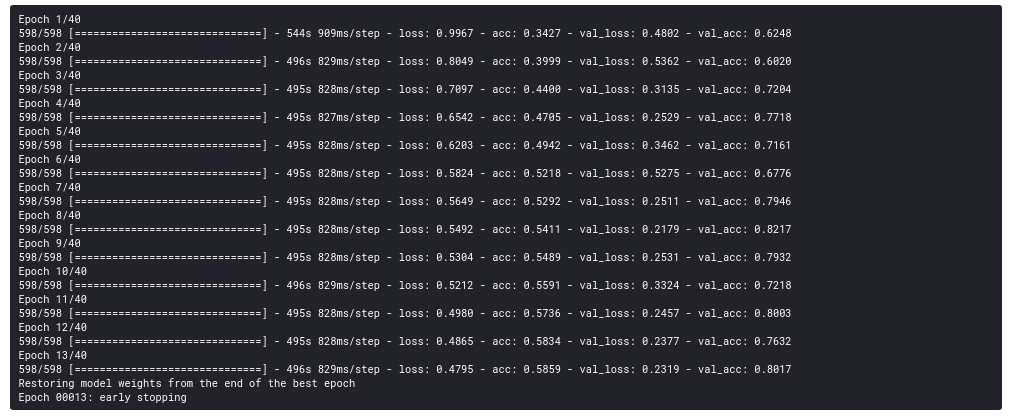 Epoch 1/40
598/598 [==============================] - 544s 909ms/step - loss: 0.9967 - acc: 0.3427 - val_loss: 0.4802 - val_acc: 0.6248
Epoch 2/40
598/598 [==============================] - 496s 829ms/step - loss: 0.8049 - acc: 0.3999 - val_loss: 0.5362 - val_acc: 0.6020
Epoch 3/40
598/598 [==============================] - 495s 828ms/step - loss: 0.7097 - acc: 0.4400 - val_loss: 0.3135 - val_acc: 0.7204
Epoch 4/40
598/598 [==============================] - 495s 827ms/step - loss: 0.6542 - acc: 0.4705 - val_loss: 0.2529 - val_acc: 0.7718
Epoch 5/40
598/598 [==============================] - 495s 828ms/step - loss: 0.6203 - acc: 0.4942 - val_loss: 0.3462 - val_acc: 0.7161
Epoch 6/40
598/598 [==============================] - 495s 828ms/step - loss: 0.5824 - acc: 0.5218 - val_loss: 0.5275 - val_acc: 0.6776
Epoch 7/40
598/598 [==============================] - 495s 828ms/step - loss: 0.5649 - acc: 0.5292 - val_loss: 0.2511 - val_acc: 0.7946
Epoch 8/40
598/598 [==============================] - 495s 828ms/step - loss: 0.5492 - acc: 0.5411 - val_loss: 0.2179 - val_acc: 0.8217
Epoch 9/40
598/598 [==============================] - 495s 828ms/step - loss: 0.5304 - acc: 0.5489 - val_loss: 0.2531 - val_acc: 0.7932
Epoch 10/40
598/598 [==============================] - 496s 829ms/step - loss: 0.5212 - acc: 0.5591 - val_loss: 0.3324 - val_acc: 0.7218
Epoch 11/40
598/598 [==============================] - 495s 828ms/step - loss: 0.4980 - acc: 0.5736 - val_loss: 0.2457 - val_acc: 0.8003
Epoch 12/40
598/598 [==============================] - 495s 828ms/step - loss: 0.4865 - acc: 0.5834 - val_loss: 0.2377 - val_acc: 0.7632
Epoch 13/40
598/598 [==============================] - 496s 829ms/step - loss: 0.4795 - acc: 0.5859 - val_loss: 0.2319 - val_acc: 0.8017
Restoring model weights from the end of the best epoch
Epoch 00013: early stopping